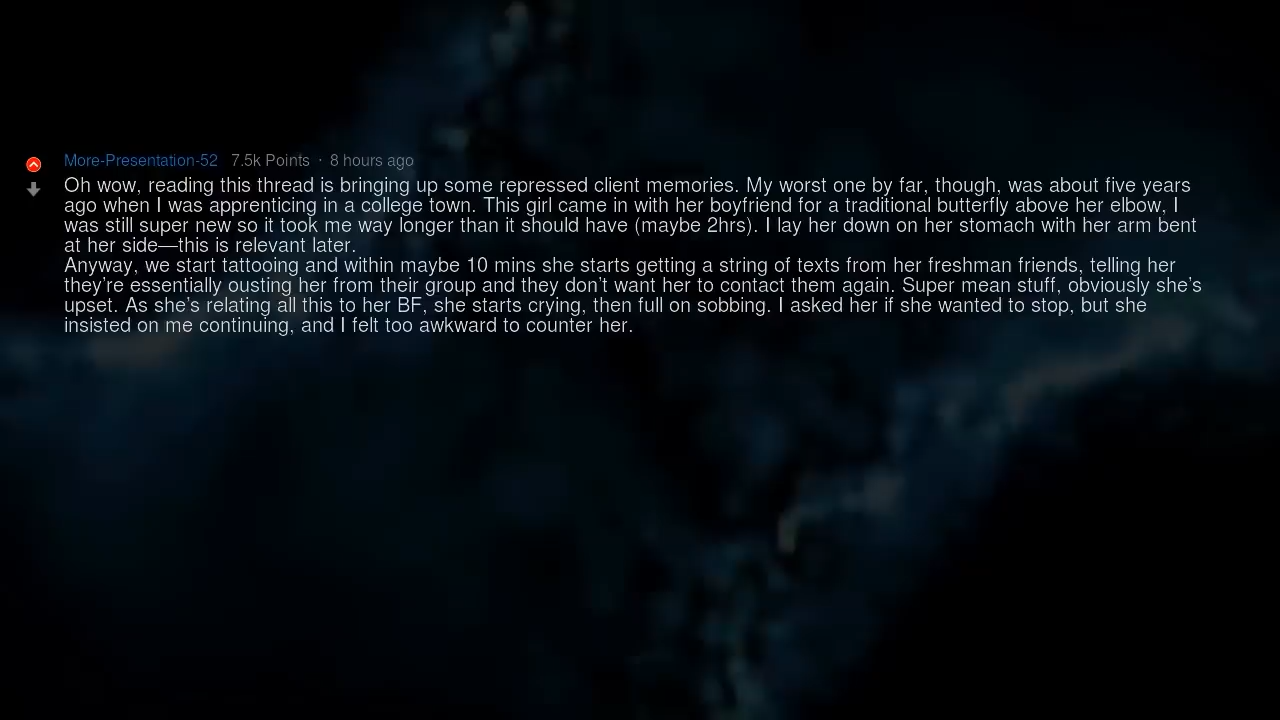 More-Presentation-52 7.5k Points · 8 hours ago
Oh wow, reading this thread is bringing up some repressed client memories. My worst one by far, though, was about five years
ago when I was apprenticing in a college town. This girl came in with her boyfriend for a traditional butterfly above her elbow, I
was still super new so it took me way longer than it should have (maybe 2hrs). I lay her down on her stomach with her arm bent
at her side—this is relevant later.
Anyway, we start tattooing and within maybe 10 mins she starts getting a string of texts from her freshman friends, telling her
they're essentially ousting her from their group and they don't want her to contact them again. Super mean stuff, obviously she's
upset. As she's relating all this to her BF, she starts crying, then full on sobbing. I asked her if she wanted to stop, but she
insisted on me continuing, and I felt too awkward to counter her.